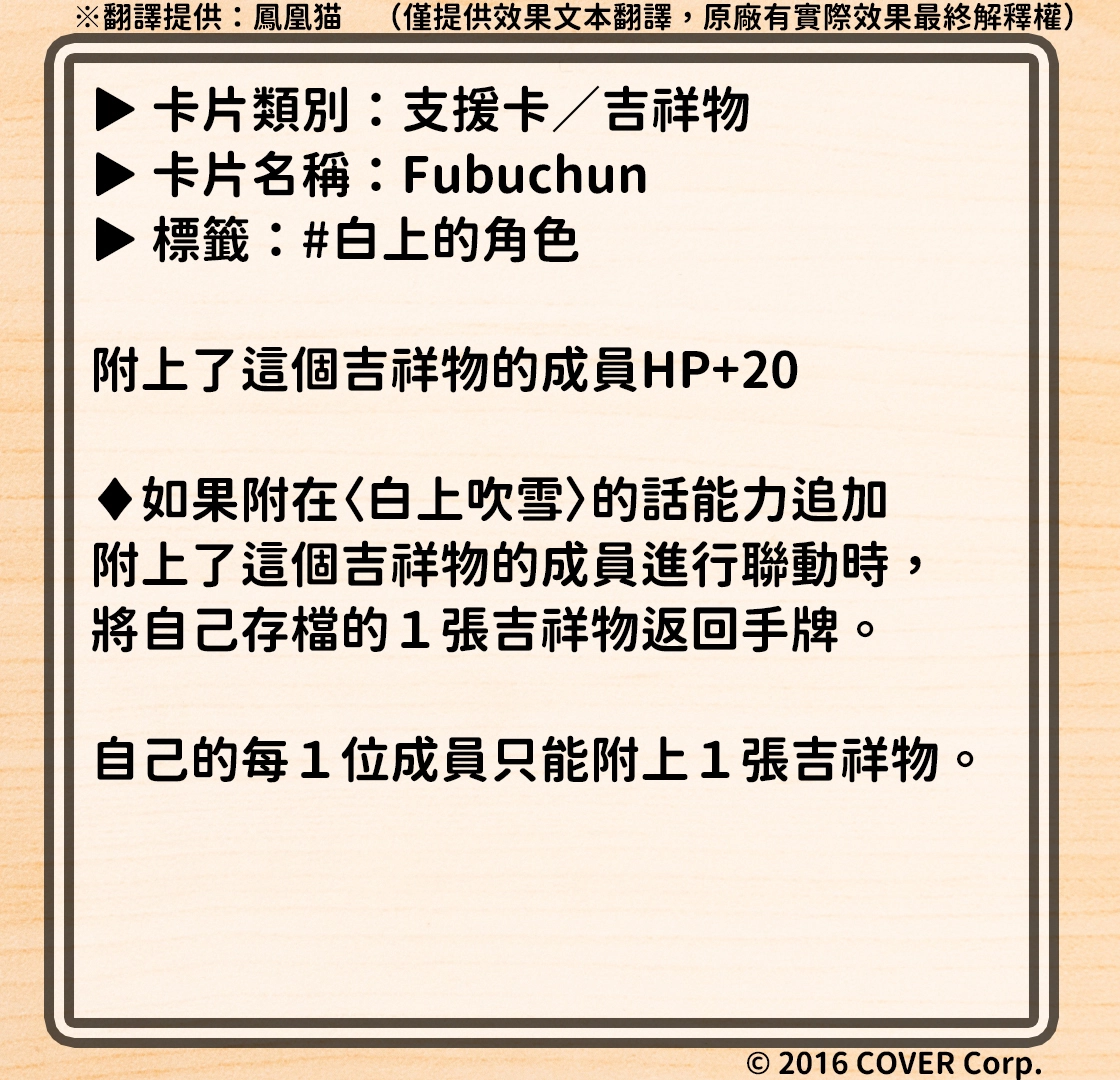 ※翻譯提供：鳳凰猫　（僅提供效果文本翻譯，原廠有實際效果最終解釋權）
▶ 卡片類別：支援卡／吉祥物
▶ 卡片名稱：Fubuchun
▶ 標籤：#白上的角色
附上了這個吉祥物的成員HP+20
♦如果附在〈白上吹雪〉的話能力追加
附上了這個吉祥物的成員進行聯動時，
將自己存檔的１張吉祥物返回手牌。
自己的每１位成員只能附上１張吉祥物。
© 2016 COVER Corp.